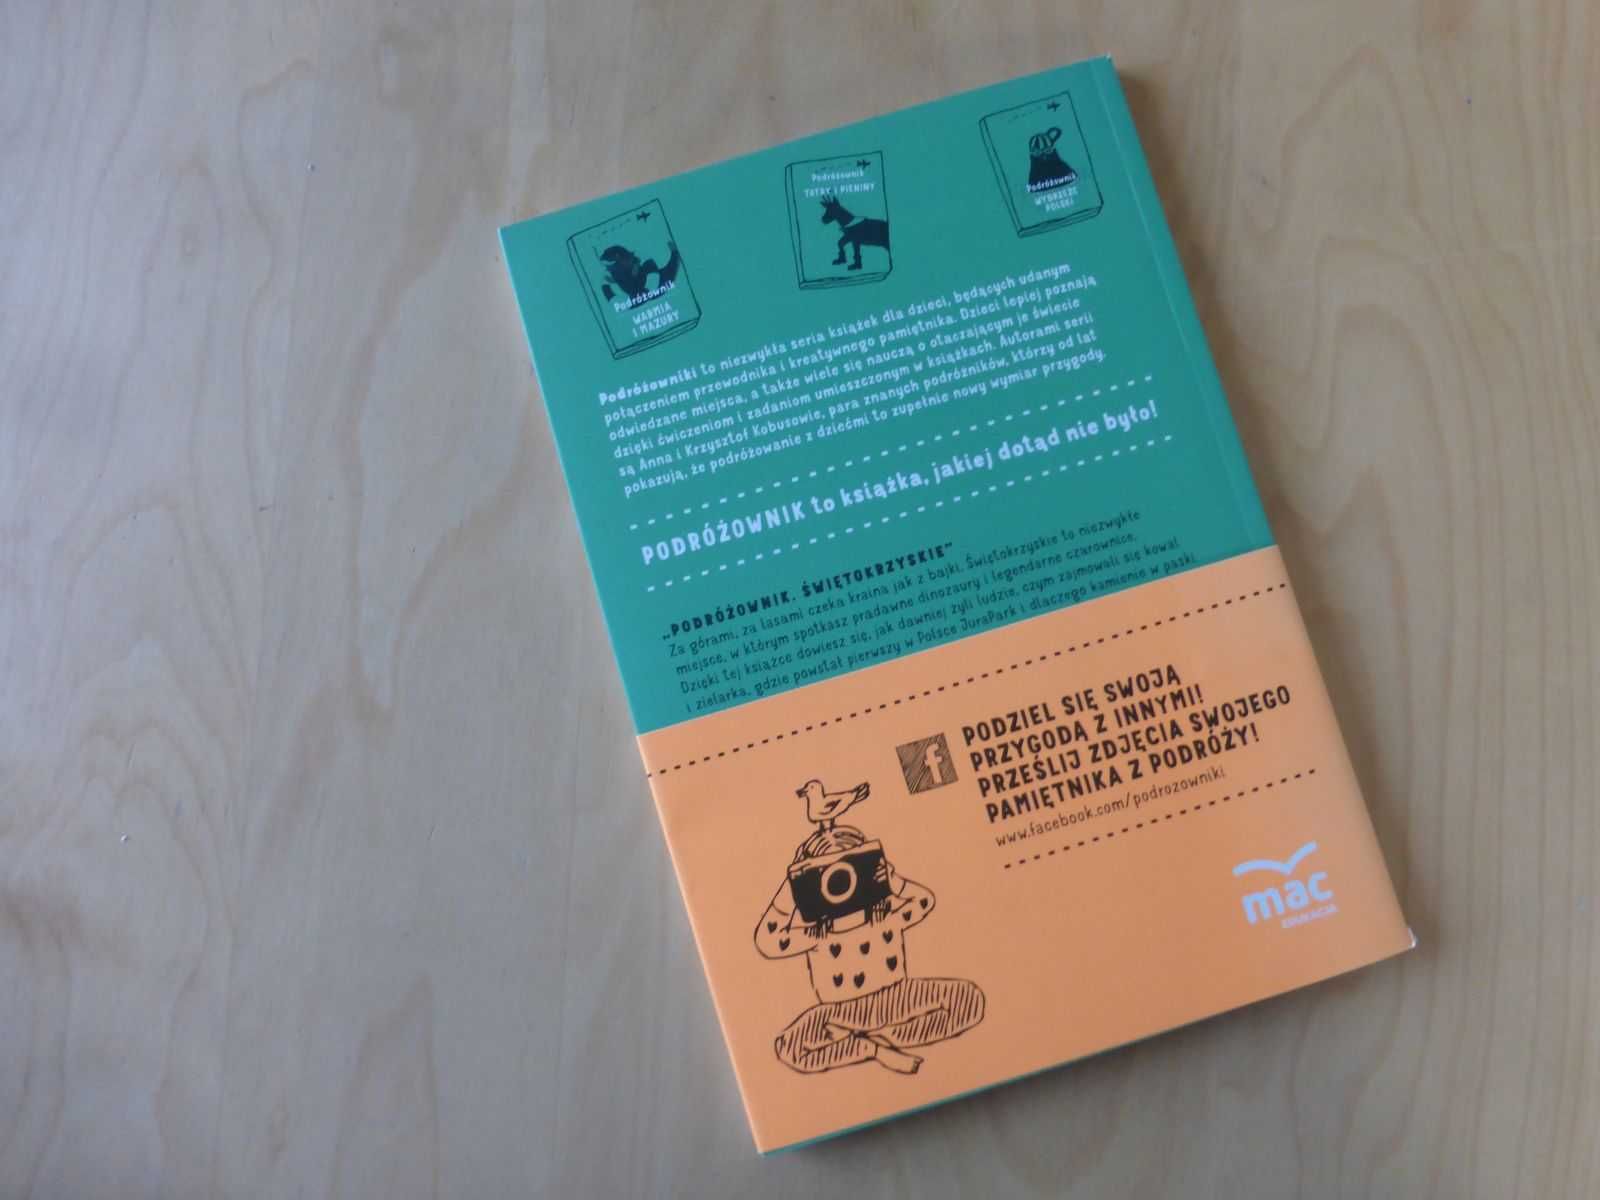 Podróżownik
WARMIA
I MAZURY
Podróżownik
TATRY I PIENINY
Podróżownik
WYBRZEŻE
POLSKI
Podróżowniki to niezwykła seria książek dla dzieci, będących udanym
połączeniem przewodnika i kreatywnego pamiętnika. Dzieci lepiej poznają
odwiedzane miejsca, a także wiele się nauczą o otaczającym je świecie
dzięki ćwiczeniom i zadaniom umieszczonym w książkach. Autorami serii
są Anna i Krzysztof Kobusowie, para znanych podróżników, którzy od lat
pokazują, że podróżowanie z dziećmi to zupełnie nowy wymiar przygody.
PODRÓŻOWNIK to książka, jakiej dotąd nie było!
„PODRÓŻOWNIK. ŚWIĘTOKRZYSKIE"
Za górami, za lasami czeka kraina jak z bajki. Świętokrzyskie to niezwykłe
miejsce, w którym spotkasz pradawne dinozaury i legendarne czarownice.
Dzięki tej książce dowiesz się, jak dawniej żyli ludzie, czym zajmowali się kowal
i zielarka, gdzie powstał pierwszy w Polsce JuraPark i dlaczego kamienie w paski
f
PODZIEL SIĘ SWOJĄ
PRZYGODĄ Z INNYMI!
PRZEŚLIJ ZDJĘCIA SWOJEGO
PAMIĘTNIKA Z PODRÓŻY!
www.facebook.com/podrozowniki
mac
EDUKACJA